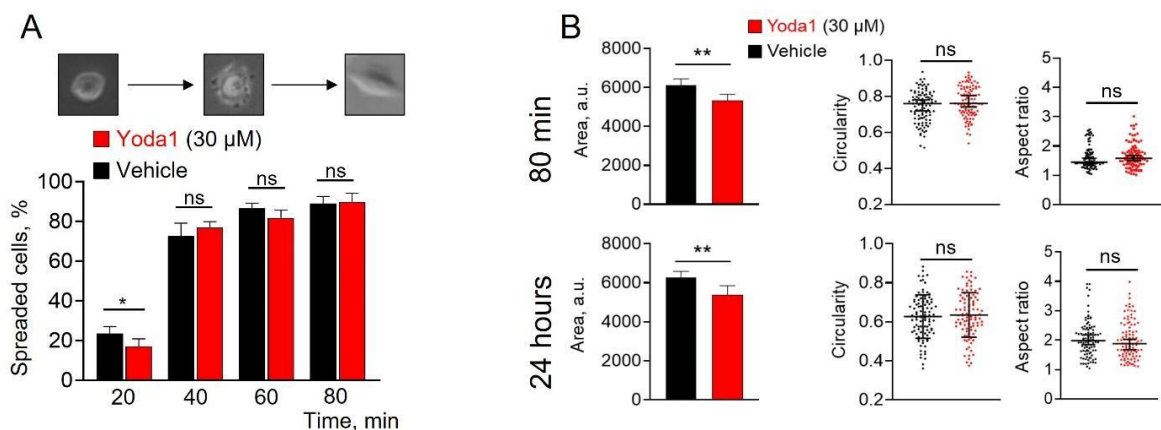 A
Yoda1 (30 µM)
Vehicle
Spreaded cells, %
100
80
60
40
20
0
*
ns
ns
ns
20 40 60 80
Time, min
B
Yoda1 (30 µM)
Vehicle
80 min
Area, a.u.
8000
6000
4000
2000
0
**
Circularity
1.0
0.8
0.6
0.4
0.2
ns
Aspect ratio
5
4
3
2
1
0
ns
24 hours
Area, a.u.
8000
6000
4000
2000
0
**
Circularity
1.0
0.8
0.6
0.4
0.2
ns
Aspect ratio
5
4
3
2
1
0
ns